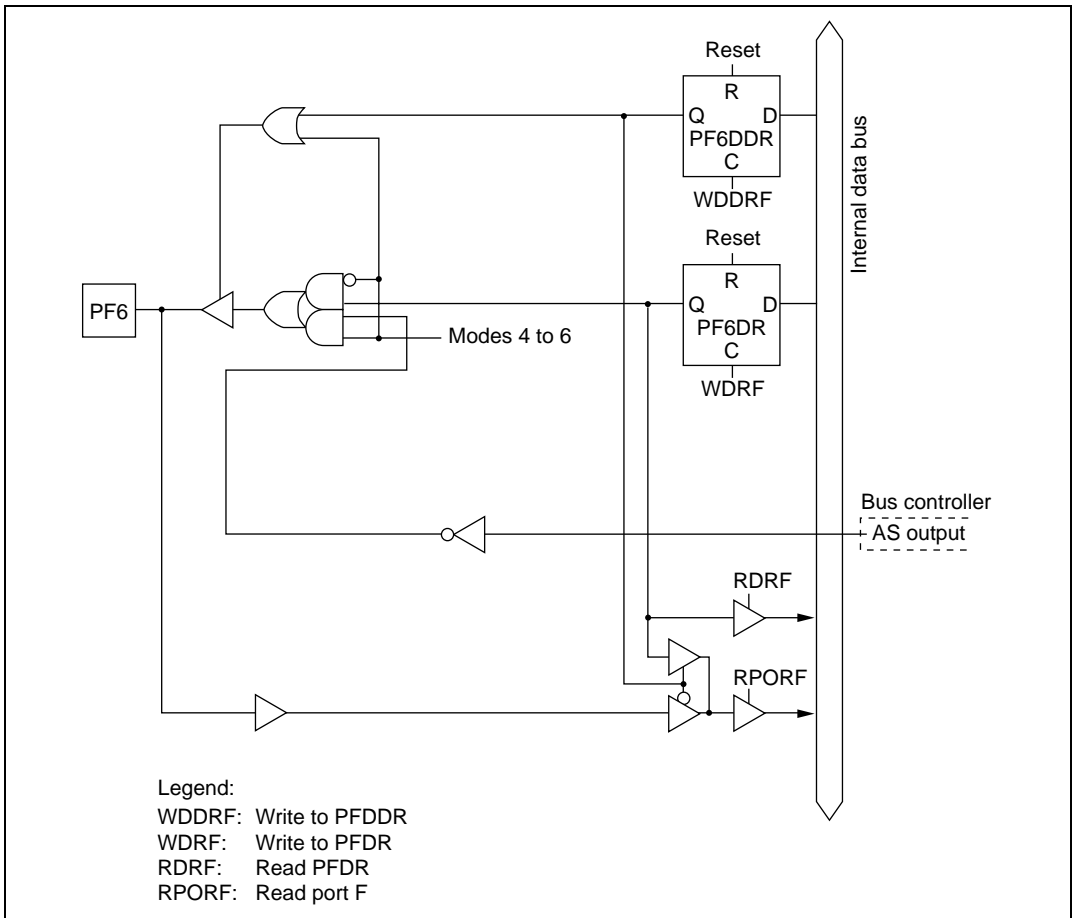 Reset
R
Q D
PF6DDR
C
WDDRF
Reset
R
Q D
PF6DR
C
WDRF
Internal data bus
PF6
Modes 4 to 6
Bus controller
AS output
RDRF
RPORF
Legend:
WDDRF: Write to PFDDR
WDRF: Write to PFDR
RDRF: Read PFDR
RPORF: Read port F